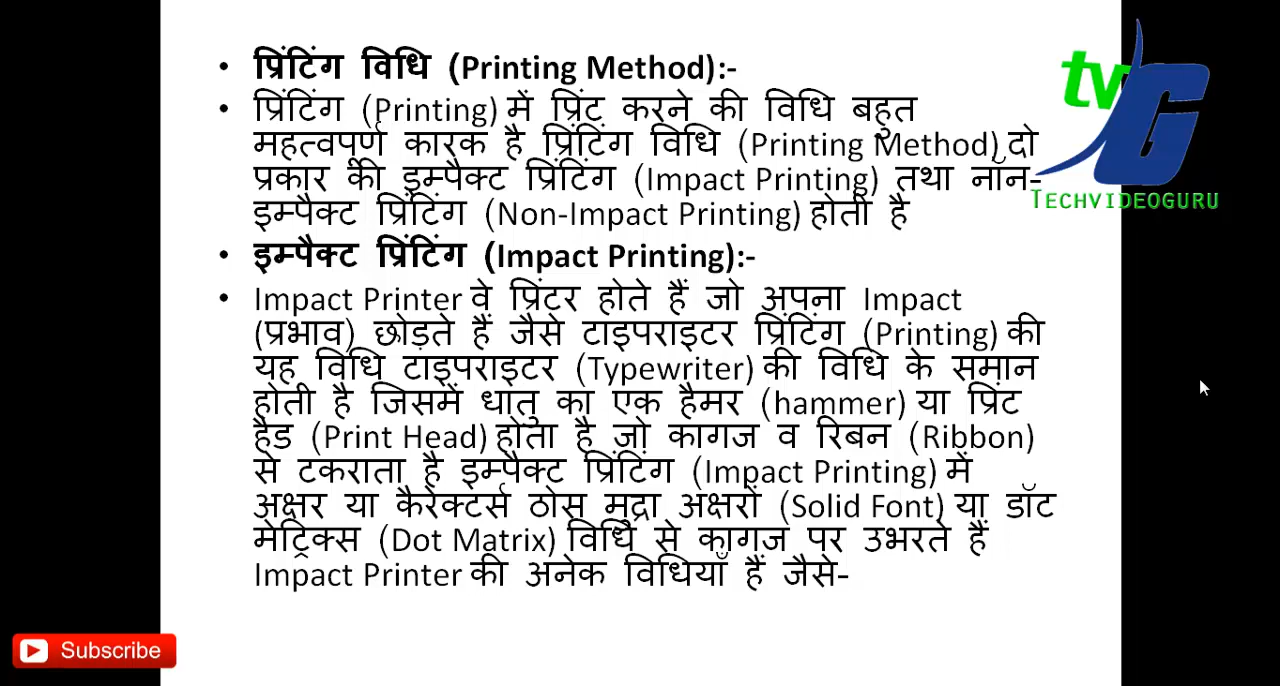 • प्रिंटिंग विधि (Printing Method):-
• प्रिंटिंग (Printing) में प्रिंट करने की विधि बहुत
महत्वपूर्ण कारक है प्रिंटिंग विधि (Printing Method) दो
प्रकार की इम्पैक्ट प्रिंटिंग (Impact Printing) तथा नॉन-
इम्पैक्ट प्रिंटिंग (Non-Impact Printing) होती है
• इम्पैक्ट प्रिंटिंग (Impact Printing):-
• Impact Printer वे प्रिंटर होते हैं जो अपना Impact
(प्रभाव) छोड़ते हैं जैसे टाइपराइटर प्रिंटिंग (Printing) की
यह विधि टाइपराइटर (Typewriter) की विधि के समान
होती है जिसमें धातु का एक हैमर (hammer) या प्रिंट
हैड (Print Head) होता है जो कागज व रिबन (Ribbon)
से टकराता है इम्पैक्ट प्रिंटिंग (Impact Printing) में
अक्षर या कैरेक्टर्स ठोस मुद्रा अक्षरों (Solid Font) या डॉट
मेट्रिक्स (Dot Matrix) विधि से कागज पर उभरते हैं
Impact Printer की अनेक विधियाँ हैं जैसे-
tvG
TECHVIDEOGURU
Subscribe